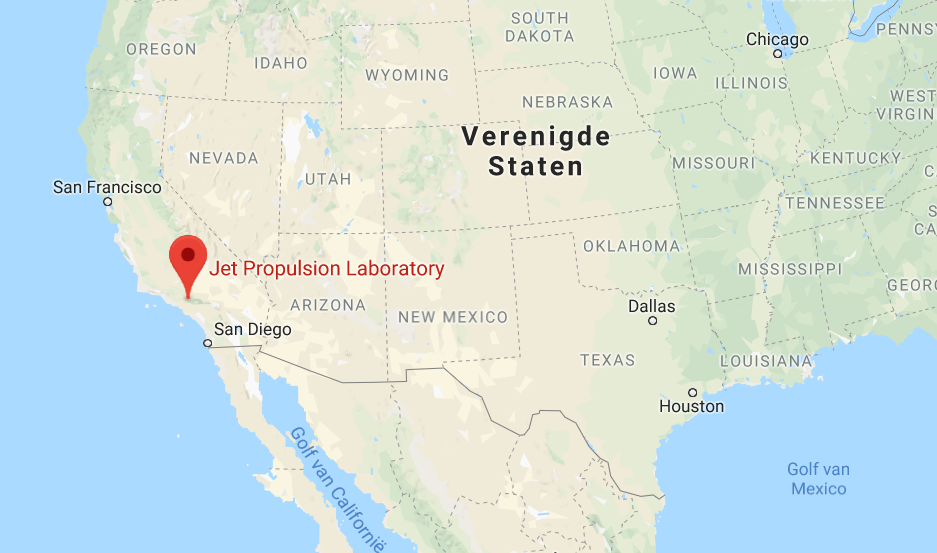 SOUTH
DAKOTA
Chicago
PENNSY
OREGON
IDAHO
WYOMING
IOWA
ILLINOIS
NEBRASKA
WEST
VIRGIN
Verenigde
Staten
NEVADA
UTAH
MISSOURI
KENTUCKY
San Francisco
C
TENNESSEE
S
CA
OKLAHOMA
Jet Propulsion Laboratory
MISSISSIPPI
GEORG
ARIZONA
NEW MEXICO
Dallas
San Diego
TEXAS
LOUISIANA
Houston
Golf van Californië
Golf van
Mexico